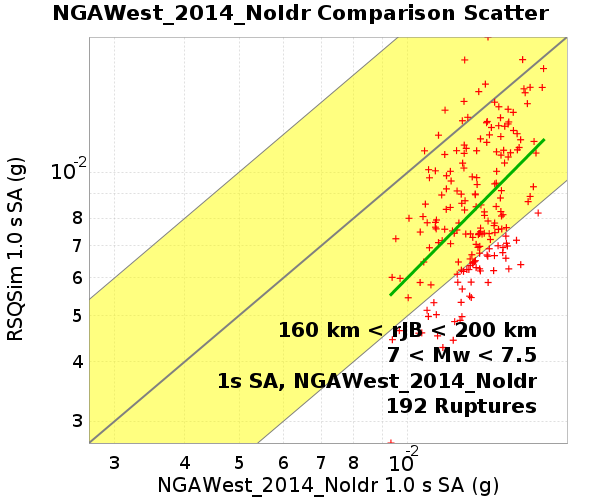 NGAWest_2014_NoIdr Comparison Scatter
RSQSim 1.0 s SA (g)
10-2
8
7
6
5
4
3
160 km < rJB < 200 km
7 < Mw < 7.5
1s SA, NGAWest_2014_NoIdr
192 Ruptures
3 4 5 6 7 8 10-2
NGAWest_2014_NoIdr 1.0 s SA (g)